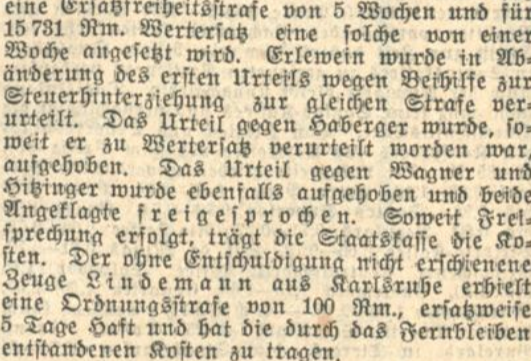 eine Ersatzfreiheitsstrafe von 5 Wochen und für
15 731 Rm. Wertersatz eine solche von einer
Woche angesetzt wird. Erlewein wurde in Ab-
änderung des ersten Urteils wegen Beihilfe zur
Steuerhinterziehung zur gleichen Strafe ver
urteilt. Das Urteil gegen Haberger wurde, so-
weit er zu Wertersatz verurteilt worden war,
aufgehoben. Das Urteil gegen Wagner und
Hitzinger wurde ebenfalls aufgehoben und beide
Angeklagte freigesprochen. Soweit Frei-
sprechung erfolgt, trägt die Staatskasse die Ko-
sten. Der ohne Entschuldigung nicht erschienene
Zeuge Lindemann aus Karlsruhe erhielt
eine Ordnungsstrafe von 100 Rm., ersatzweise
5 Tage Haft und hat die durch das Fernbleiben
entstandenen Kosten zu tragen.